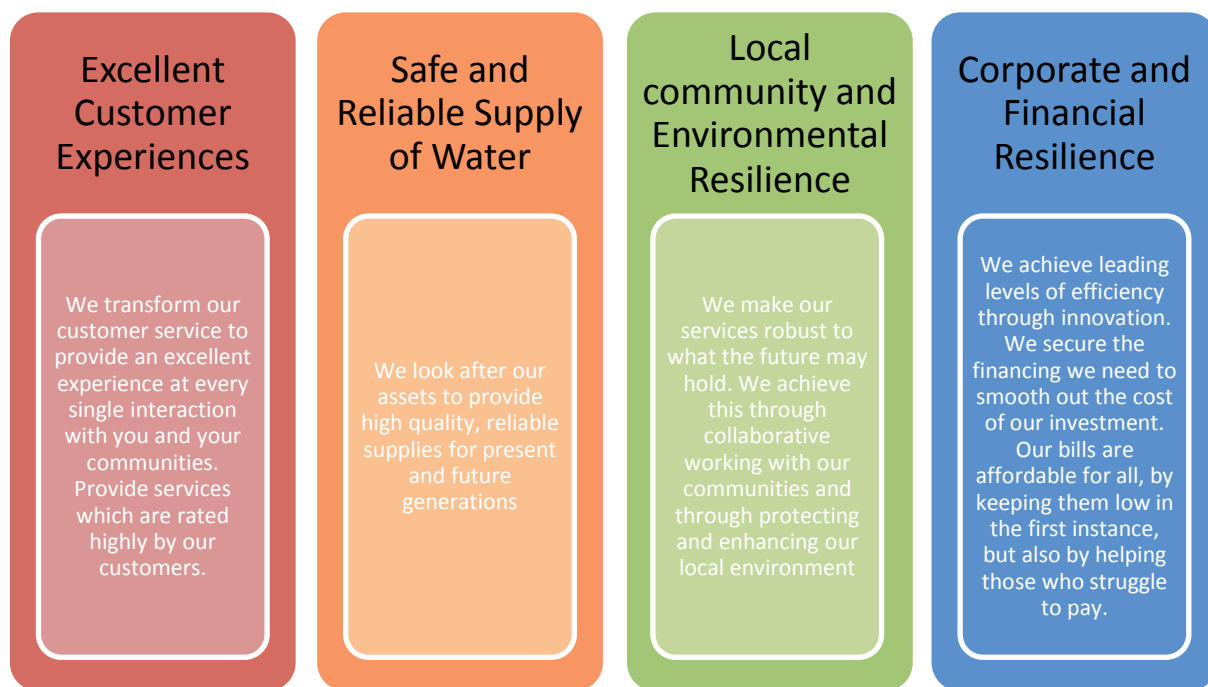 Excellent
Customer
Experiences
We transform our
customer service to
provide an excellent
experience at every
single interaction
with you and your
communities.
Provide services
which are rated
highly by our
customers.
Safe and
Reliable Supply
of Water
We look after our
assets to provide
high quality, reliable
supplies for present
and future
generations
Local
community and
Environmental
Resilience
We make our
services robust to
what the future may
hold. We achieve
this through
collaborative
working with our
communities and
through protecting
and enhancing our
local environment
Corporate and
Financial
Resilience
We achieve leading
levels of efficiency
through innovation.
We secure the
financing we need to
smooth out the cost
of our investment.
Our bills are
affordable for all, by
keeping them low in
the first instance,
but also by helping
those who struggle
to pay.